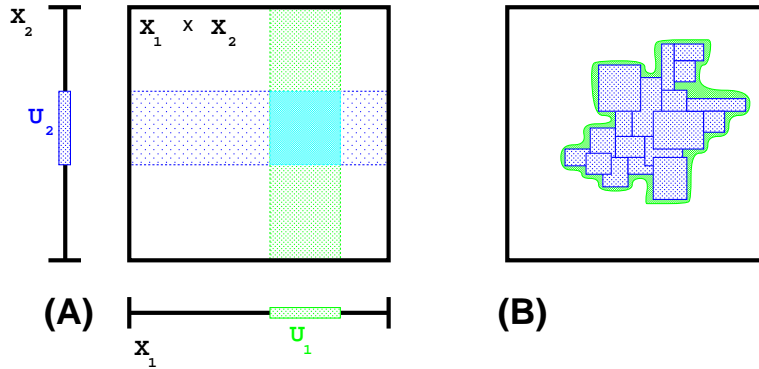 X₂
X₁ x X₂
U₂
(A)
(B)
U₁
X₁